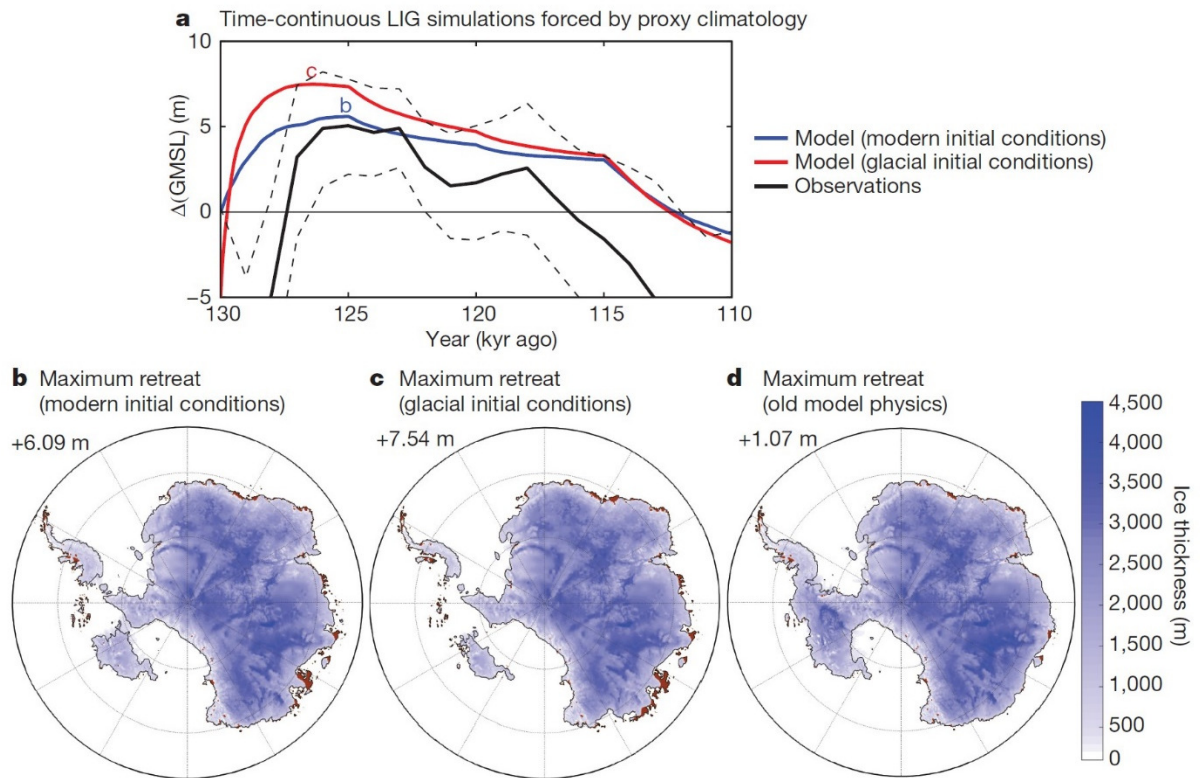 a Time-continuous LIG simulations forced by proxy climatology
10
5
0
−5
Δ(GMSL) (m)
c
b
130 125 120 115 110
Year (kyr ago)
Model (modern initial conditions)
Model (glacial initial conditions)
Observations
b Maximum retreat
(modern initial conditions)
+6.09 m
c Maximum retreat
(glacial initial conditions)
+7.54 m
d Maximum retreat
(old model physics)
+1.07 m
4,500
4,000
3,500
3,000
2,500
2,000
1,500
1,000
500
0
Ice thickness (m)